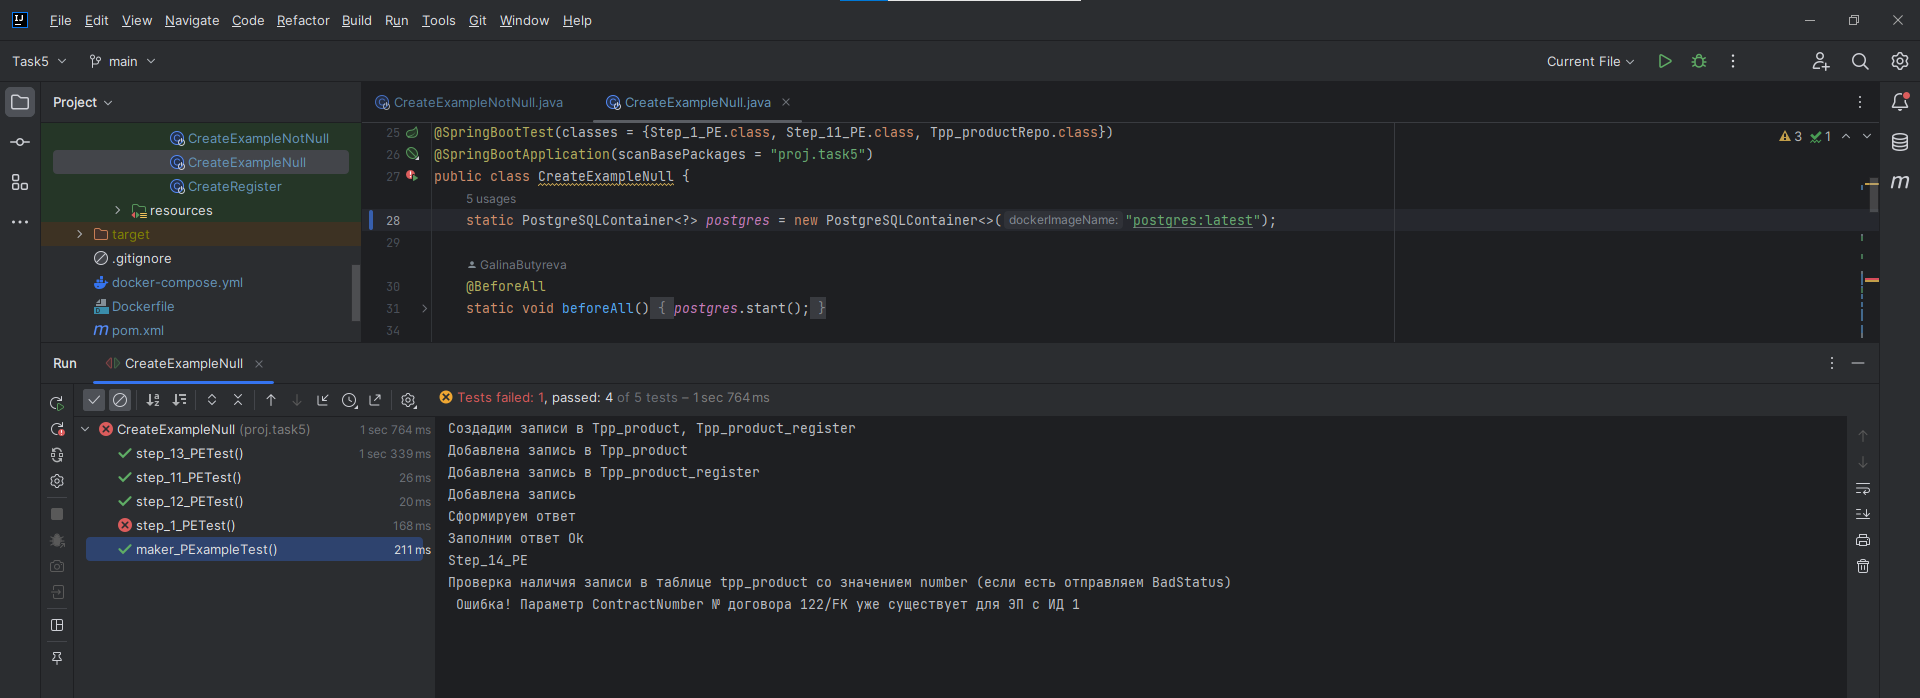 File Edit View Navigate Code Refactor Build Run Tools Git Window Help
Task5 main Current File
Project
CreateExampleNotNull.java CreateExampleNull.java
CreateExampleNotNull
CreateExampleNull
CreateRegister
resources
target
.gitignore
docker-compose.yml
Dockerfile
pom.xml
25 @SpringBootTest(classes = {Step_1_PE.class, Step_11_PE.class, Tpp_productRepo.class})
26 @SpringBootApplication(scanBasePackages = "proj.task5")
27 public class CreateExampleNull {
5 usages
28 static PostgreSQLContainer<?> postgres = new PostgreSQLContainer<>( dockerImageName: "postgres:latest");
29
GalinaButyreva
30 @BeforeAll
31 static void beforeAll() { postgres.start(); }
34
3 1
Run CreateExampleNull
Tests failed: 1, passed: 4 of 5 tests – 1 sec 764 ms
CreateExampleNull (proj.task5) 1 sec 764 ms
step_13_PETest() 1 sec 339 ms
step_11_PETest() 26 ms
step_12_PETest() 20 ms
step_1_PETest() 168 ms
maker_PExampleTest() 211 ms
Создадим записи в Tpp_product, Tpp_product_register
Добавлена запись в Tpp_product
Добавлена запись в Tpp_product_register
Добавлена запись
Сформируем ответ
Заполним ответ Ok
Step_14_PE
Проверка наличия записи в таблице tpp_product со значением number (если есть отправляем BadStatus)
Ошибка! Параметр ContractNumber № договора 122/FK уже существует для ЭП с ИД 1